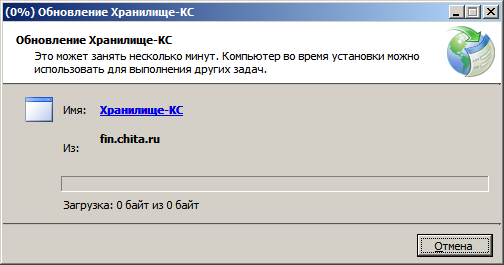 (0%) Обновление Хранилище-КС
Обновление Хранилище-КС
Это может занять несколько минут. Компьютер во время установки можно
использовать для выполнения других задач.
Имя: Хранилище-КС
Из: fin.chita.ru
Загрузка: 0 байт из 0 байт
Отмена